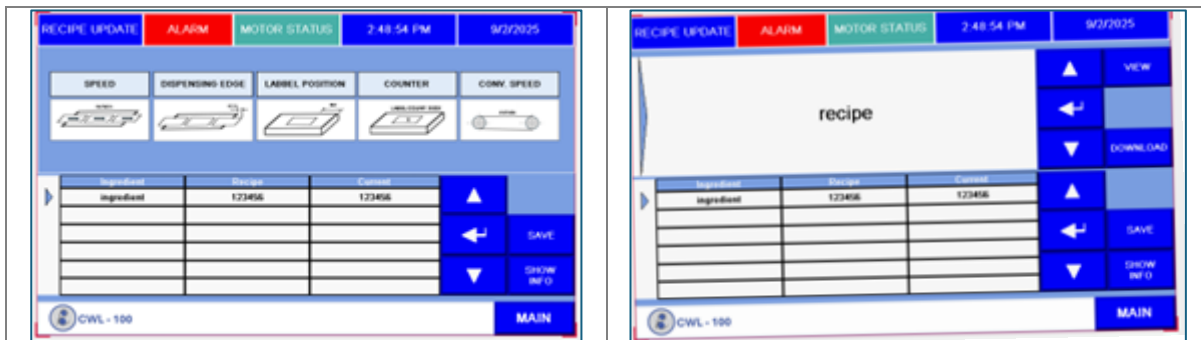 RECIPE UPDATE ALARM MOTOR STATUS 2:48:54 PM 9/2/2025
SPEED DISPENSING EDGE LABBEL POSITION COUNTER CONV. SPEED
Ingredient Recipe Current
ingredient 123456 123456
SAVE
SHOW INFO
CWL - 100 MAIN
RECIPE UPDATE ALARM MOTOR STATUS 2:48:54 PM 9/2/2025
VIEW
recipe
DOWNLOAD
Ingredient Recipe Current
ingredient 123456 123456
SAVE
SHOW INFO
CWL - 100 MAIN